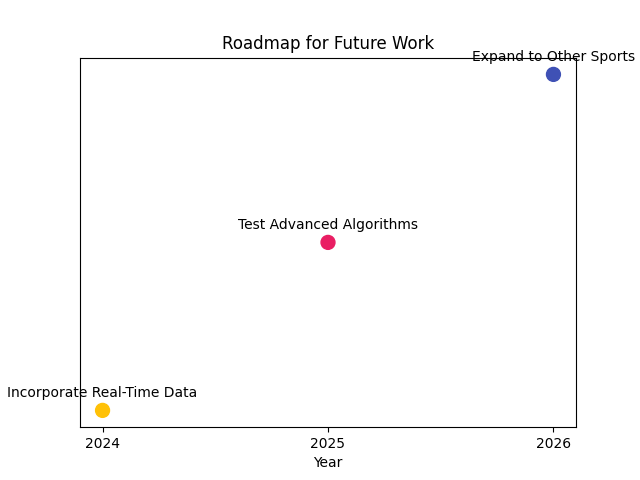 Roadmap for Future Work
Expand to Other Sports
Test Advanced Algorithms
Incorporate Real-Time Data
2024 2025 2026
Year